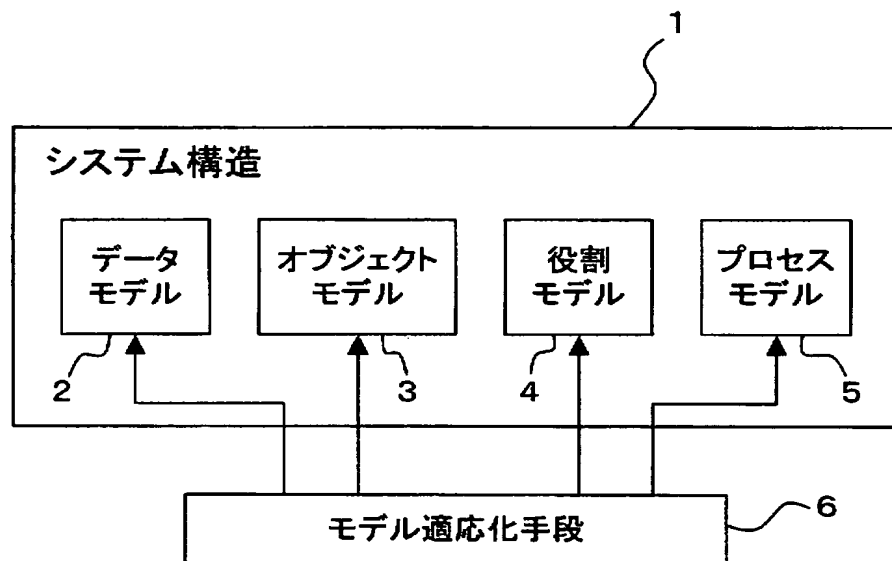 1
システム構造
データ
モデル
オブジェクト
モデル
役割
モデル
プロセス
モデル
2
3
4
5
モデル適応化手段
6